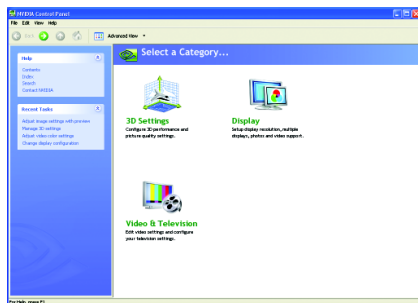 NVIDIA Control Panel
File Edit View Help
Advanced View
Select a Category...
Help
Contents
Index
Search
Contact NVIDIA
Recent Tasks
Adjust image settings with preview
Manage 3D settings
Adjust video color settings
Change display configuration
3D Settings
Configure 3D performance and
picture quality settings.
Display
Setup display resolution, multiple
displays, photos and video support.
Video & Television
Edit video settings and configure
your television settings.
For Help, press F1